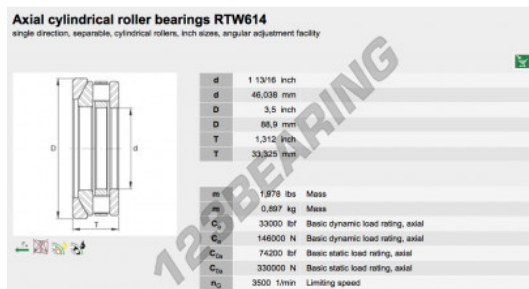 Axial cylindrical roller bearings RTW614
single direction, separable, cylindrical rollers, inch sizes, angular adjustment facility
d 1 13/16 inch
d 46,038 mm
D 3,5 inch
D 88,9 mm
T 1,312 inch
T 33,325 mm
D d
T
m 1,978 lbs Mass
m 0,897 kg Mass
Ca 33000 lbf Basic dynamic load rating, axial
Ca 146000 N Basic dynamic load rating, axial
C0a 74200 lbf Basic static load rating, axial
C0a 330000 N Basic static load rating, axial
nG 3500 1/min Limiting speed
123BEARING